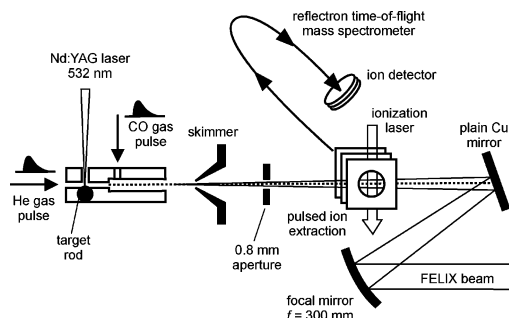 reflectron time-of-flight
mass spectrometer
Nd:YAG laser
532 nm
ion detector
CO gas
pulse
skimmer
ionization
laser
plain Cu
mirror
He gas
pulse
target
rod
0.8 mm
aperture
pulsed ion
extraction
FELIX beam
focal mirror
f = 300 mm